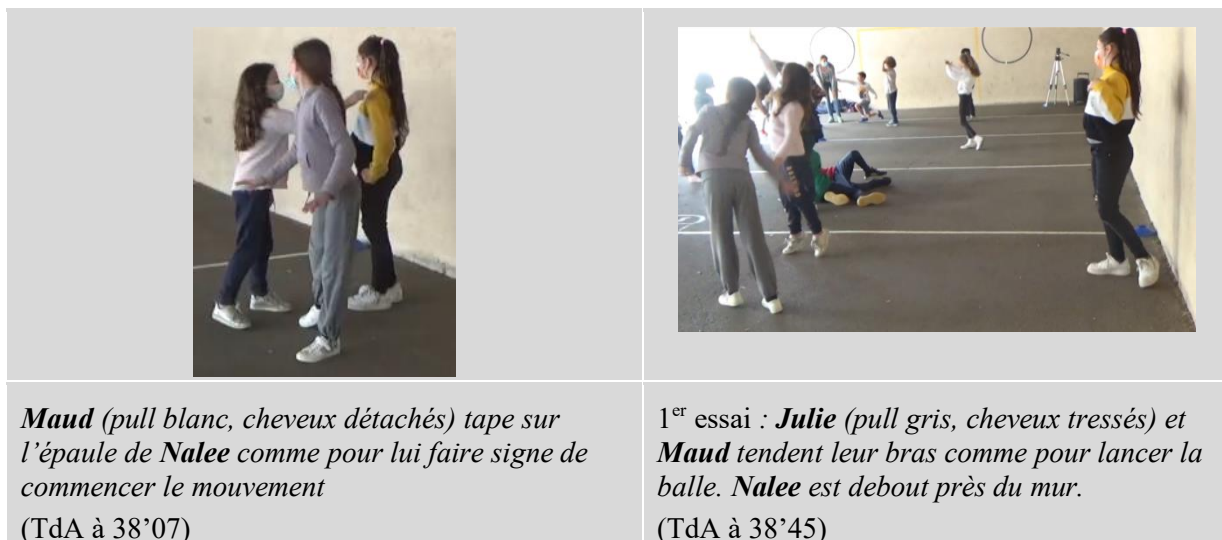 Maud (pull blanc, cheveux détachés) tape sur
l’épaule de Nalee comme pour lui faire signe de
commencer le mouvement
(TdA à 38’07)
1er essai : Julie (pull gris, cheveux tressés) et
Maud tendent leur bras comme pour lancer la
balle. Nalee est debout près du mur.
(TdA à 38’45)